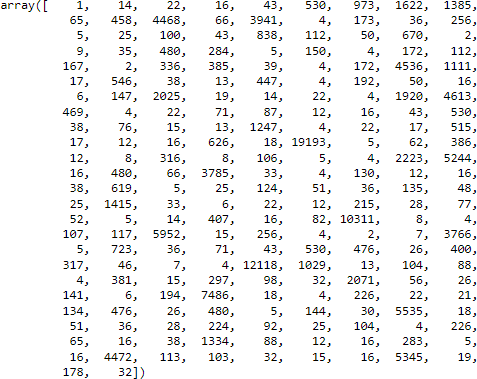 array([ 1, 14, 22, 16, 43, 530, 973, 1622, 1385,
65, 458, 4468, 66, 3941, 4, 173, 36, 256,
5, 25, 100, 43, 838, 112, 50, 670, 2,
9, 35, 480, 284, 5, 150, 4, 172, 112,
167, 2, 336, 385, 39, 4, 172, 4536, 1111,
17, 546, 38, 13, 447, 4, 192, 50, 16,
6, 147, 2025, 19, 14, 22, 4, 1920, 4613,
469, 4, 22, 71, 87, 12, 16, 43, 530,
38, 76, 15, 13, 1247, 4, 22, 17, 515,
17, 12, 16, 626, 18, 19193, 5, 62, 386,
12, 8, 316, 8, 106, 5, 4, 2223, 5244,
16, 480, 66, 3785, 33, 4, 130, 12, 16,
38, 619, 5, 25, 124, 51, 36, 135, 48,
25, 1415, 33, 6, 22, 12, 215, 28, 77,
52, 5, 14, 407, 16, 82, 10311, 8, 4,
107, 117, 5952, 15, 256, 4, 2, 7, 3766,
5, 723, 36, 71, 43, 530, 476, 26, 400,
317, 46, 7, 4, 12118, 1029, 13, 104, 88,
4, 381, 15, 297, 98, 32, 2071, 56, 26,
141, 6, 194, 7486, 18, 4, 226, 22, 21,
134, 476, 26, 480, 5, 144, 30, 5535, 18,
51, 36, 28, 224, 92, 25, 104, 4, 226,
65, 16, 38, 1334, 88, 12, 16, 283, 5,
16, 4472, 113, 103, 32, 15, 16, 5345, 19,
178, 32])